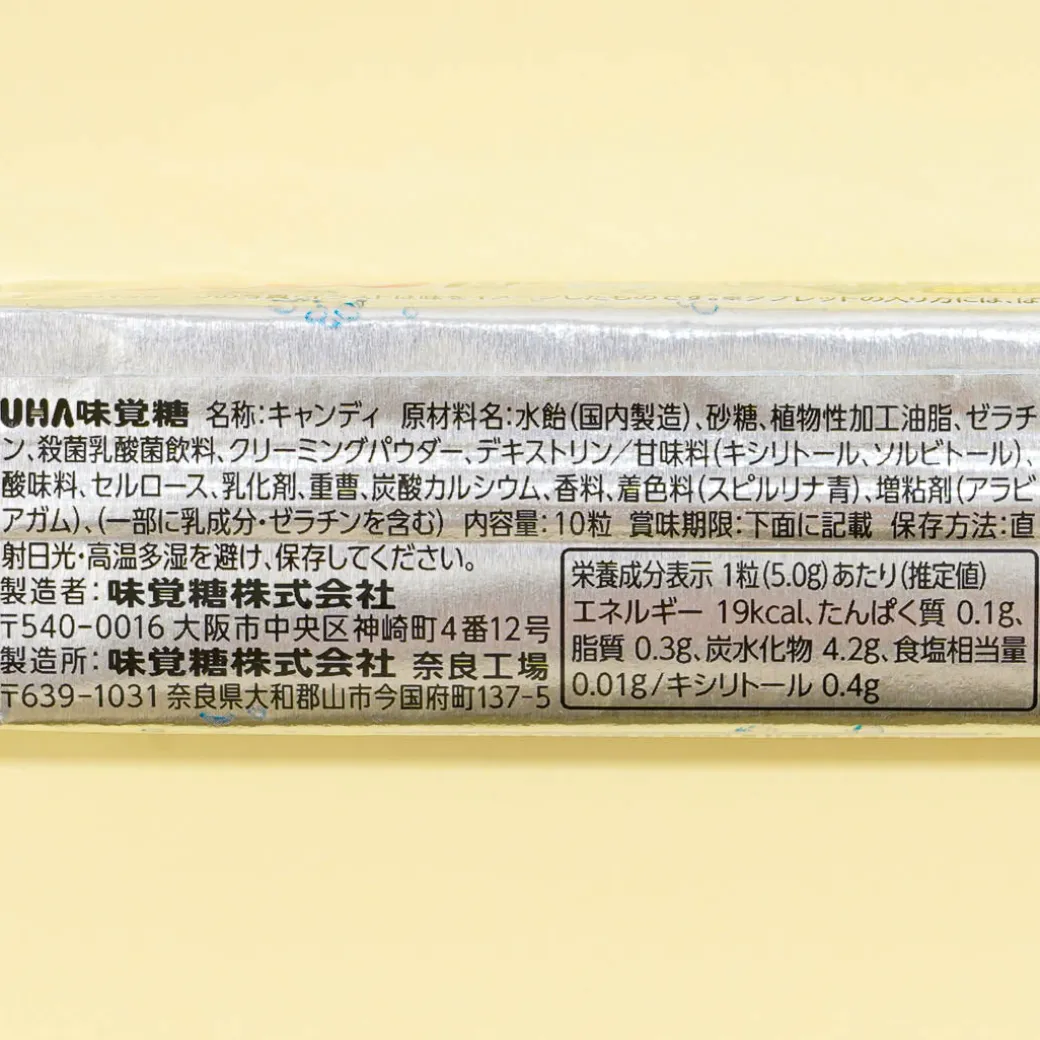 UHA味覚糖 名称:キャンディ 原材料名:水飴(国内製造)、砂糖、植物性加工油脂、ゼラチ
ン、殺菌乳酸菌飲料、クリーミングパウダー、デキストリン/甘味料(キシリトール、ソルビトール)、
酸味料、セルロース、乳化剤、重曹、炭酸カルシウム、香料、着色料(スピルリナ青)、増粘剤(アラビ
アガム)、(一部に乳成分・ゼラチンを含む) 内容量:10粒 賞味期限:下面に記載 保存方法:直
射日光・高温多湿を避け、保存してください。
製造者:味覚糖株式会社
〒540-0016 大阪市中央区神崎町4番12号
製造所:味覚糖株式会社 奈良工場
〒639-1031 奈良県大和郡山市今国府町137-5
栄養成分表示 1粒(5.0g)あたり(推定値)
エネルギー 19kcal、たんぱく質 0.1g、
脂質 0.3g、炭水化物 4.2g、食塩相当量
0.01g/キシリトール 0.4g